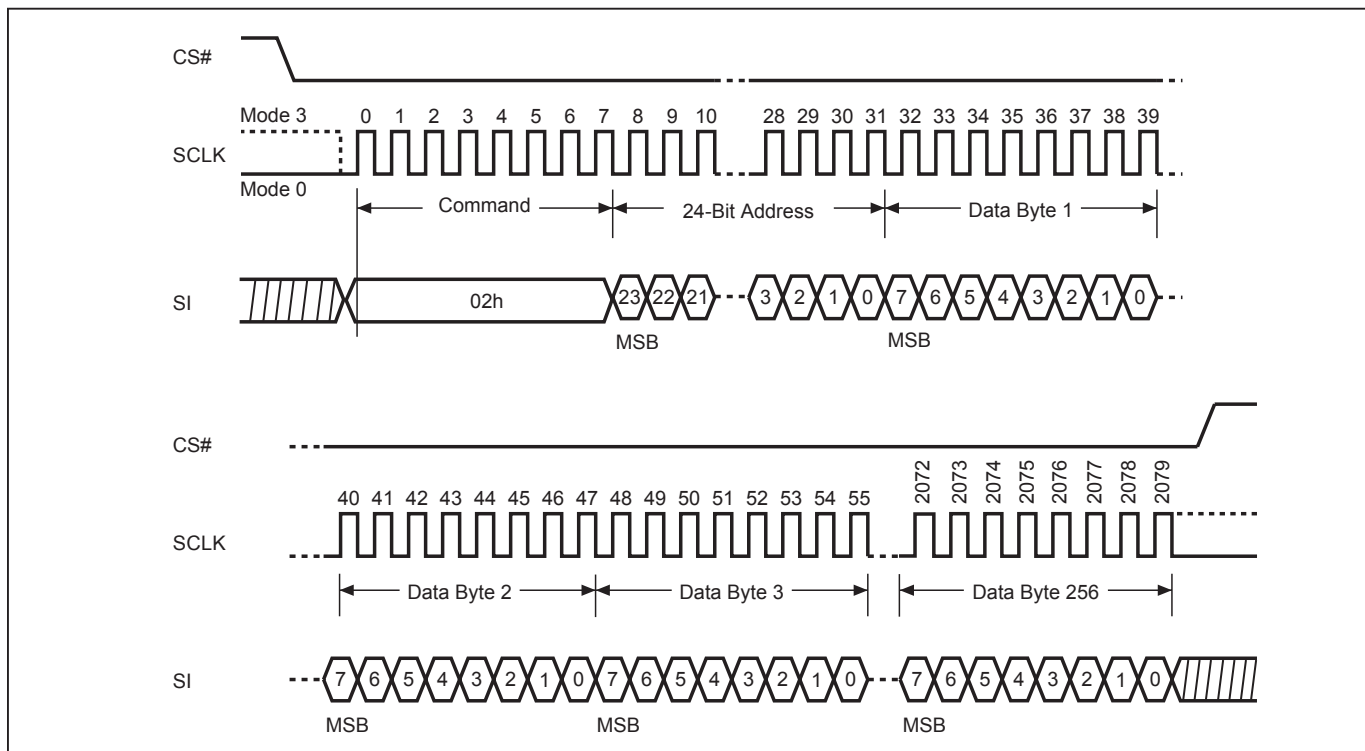 CS#
Mode 3
0 1 2 3 4 5 6 7 8 9 10 28 29 30 31 32 33 34 35 36 37 38 39
SCLK
Mode 0
Command 24-Bit Address Data Byte 1
SI 02h 23 22 21 3 2 1 0 7 6 5 4 3 2 1 0
MSB MSB
CS#
40 41 42 43 44 45 46 47 48 49 50 51 52 53 54 55 2072 2073 2074 2075 2076 2077 2078 2079
SCLK
Data Byte 2 Data Byte 3 Data Byte 256
SI 7 6 5 4 3 2 1 0 7 6 5 4 3 2 1 0 7 6 5 4 3 2 1 0
MSB MSB MSB